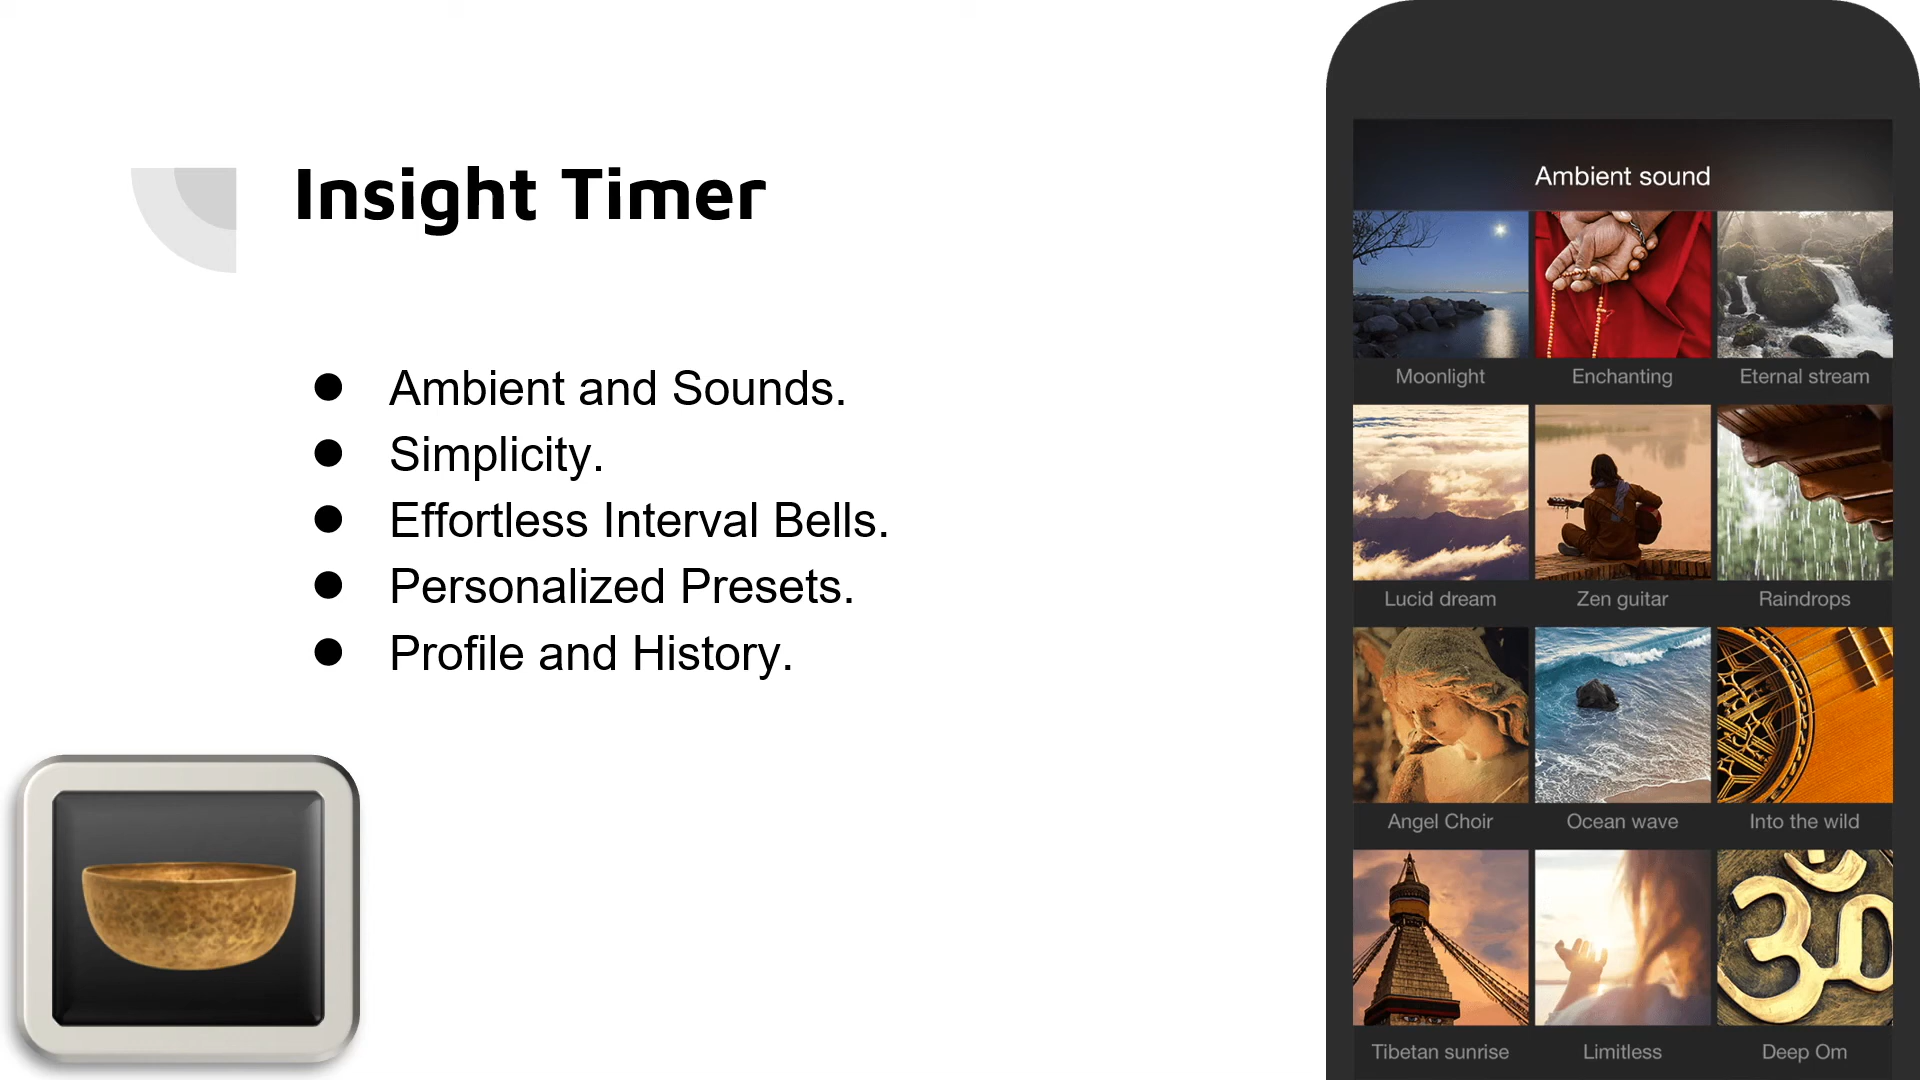 Insight Timer
● Ambient and Sounds.
● Simplicity.
● Effortless Interval Bells.
● Personalized Presets.
● Profile and History.
Ambient sound
Moonlight Enchanting Eternal stream
Lucid dream Zen guitar Raindrops
Angel Choir Ocean wave Into the wild
Tibetan sunrise Limitless Deep Om